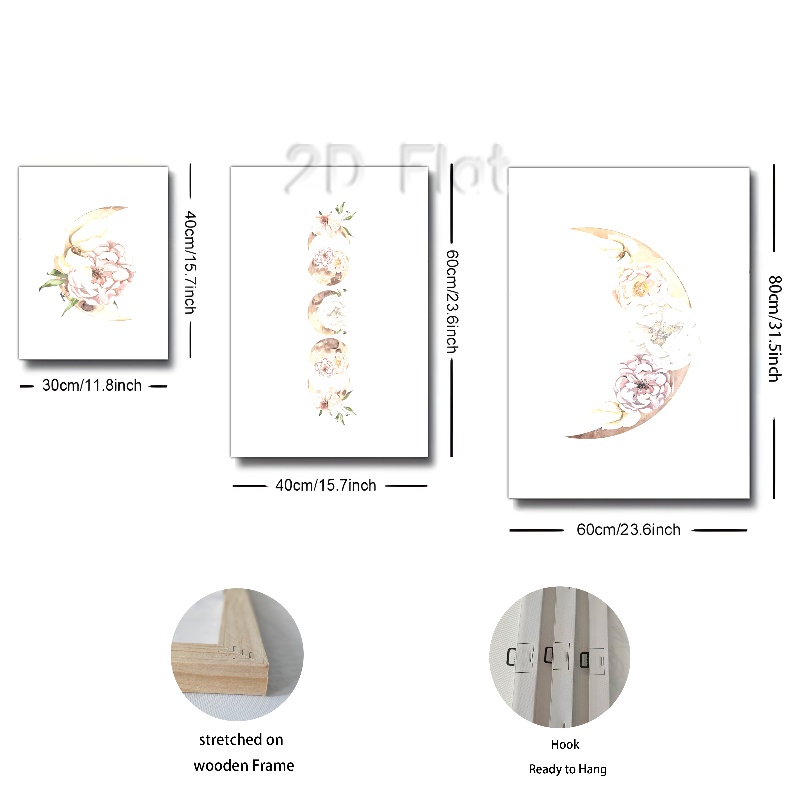 2D Flat
40cm/15.7inch
30cm/11.8inch
60cm/23.6inch
40cm/15.7inch
80cm/31.5inch
60cm/23.6inch
stretched on
wooden Frame
Hook
Ready to Hang